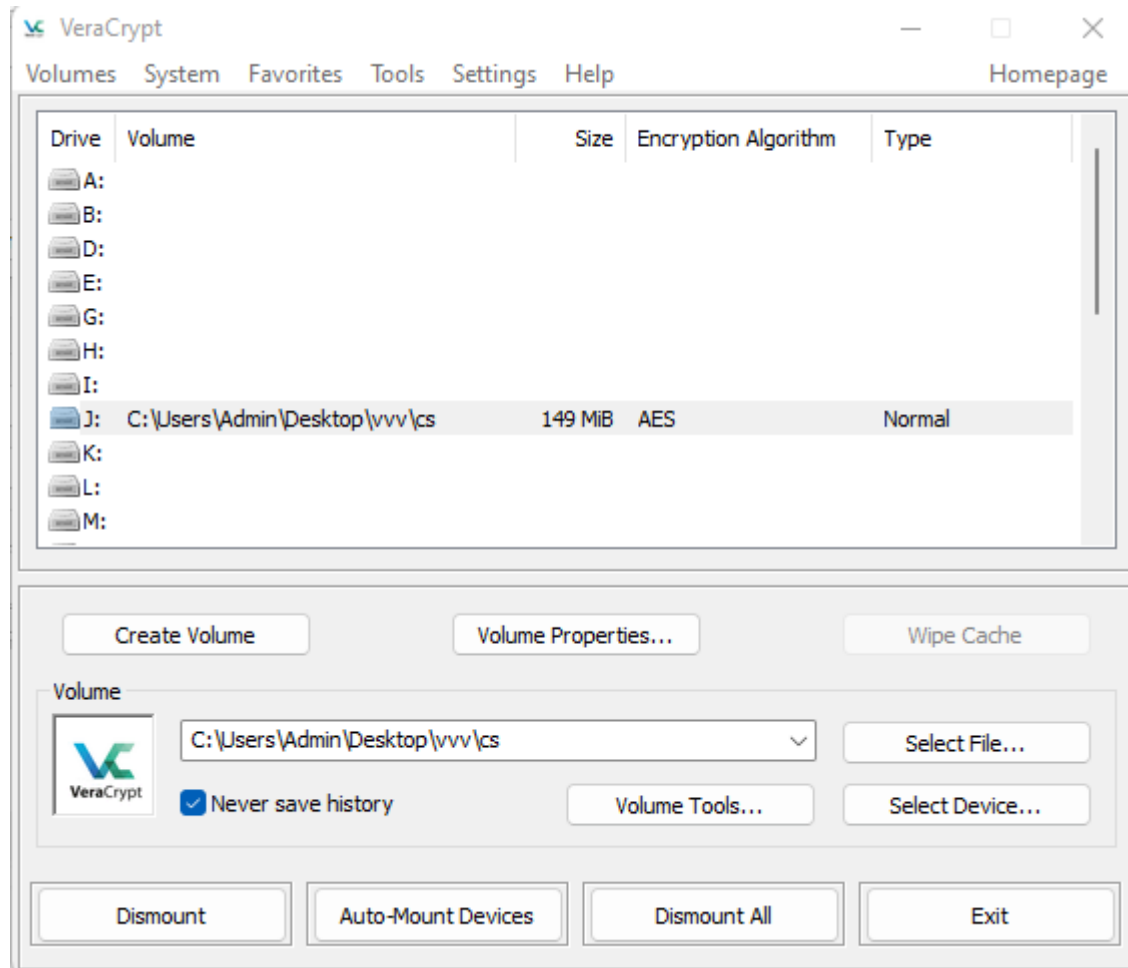 VeraCrypt
Volumes System Favorites Tools Settings Help Homepage
Drive Volume Size Encryption Algorithm Type
A:
B:
D:
E:
G:
H:
I:
J: C:\Users\Admin\Desktop\vvv\cs 149 MiB AES Normal
K:
L:
M:
Create Volume Volume Properties... Wipe Cache
Volume
C:\Users\Admin\Desktop\vvv\cs Select File...
VeraCrypt
Never save history Volume Tools... Select Device...
Dismount Auto-Mount Devices Dismount All Exit